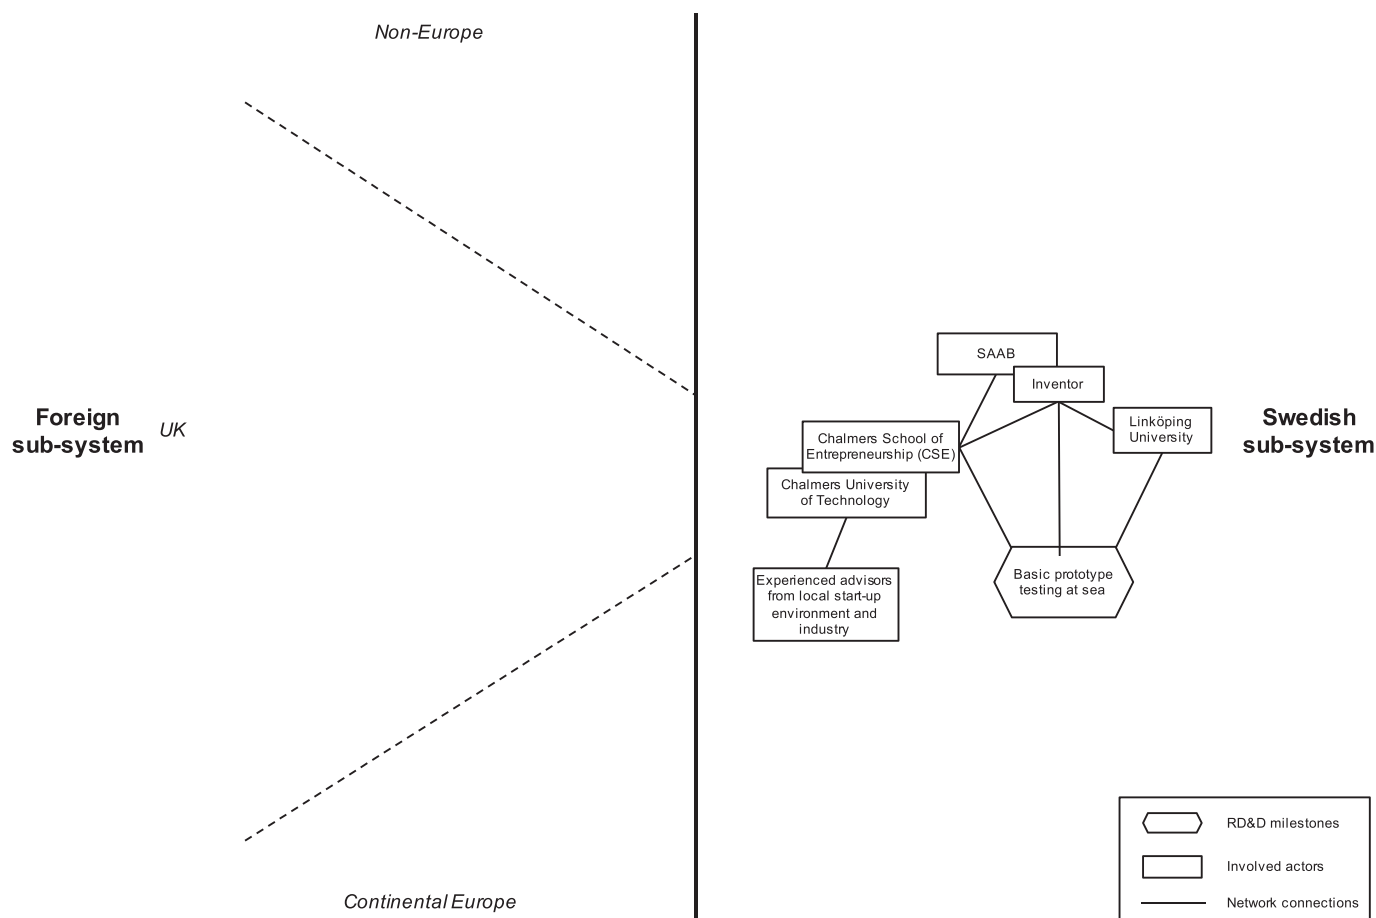 Non-Europe
SAAB
Inventor
Foreign
sub-system
UK
Chalmers School of
Entrepreneurship (CSE)
Linköping
University
Swedish
sub-system
Chalmers University
of Technology
Experienced advisors
from local start-up
environment and
industry
Basic prototype
testing at sea
RD&D milestones
Involved actors
Network connections
Continental Europe